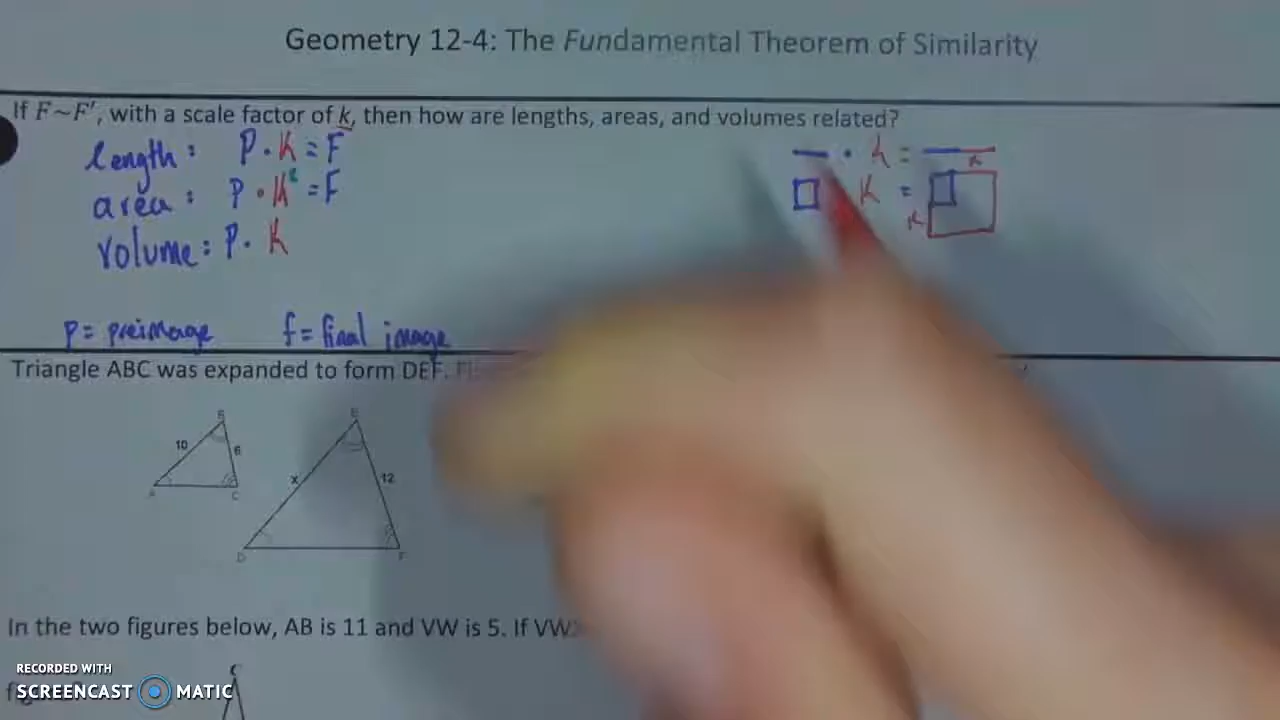 Geometry 12-4: The Fundamental Theorem of Similarity
If F~F', with a scale factor of k, then how are lengths, areas, and volumes related?
length: P · K = F
— · k = —
k
area: P · K² = F
K =
k
volume: P · K
P = preimage f = final image
Triangle ABC was expanded to form DEF.
B
10
6
A
C
E
x
12
D
F
In the two figures below, AB is 11 and VW is 5. If VW
C
RECORDED WITH
SCREENCAST MATIC